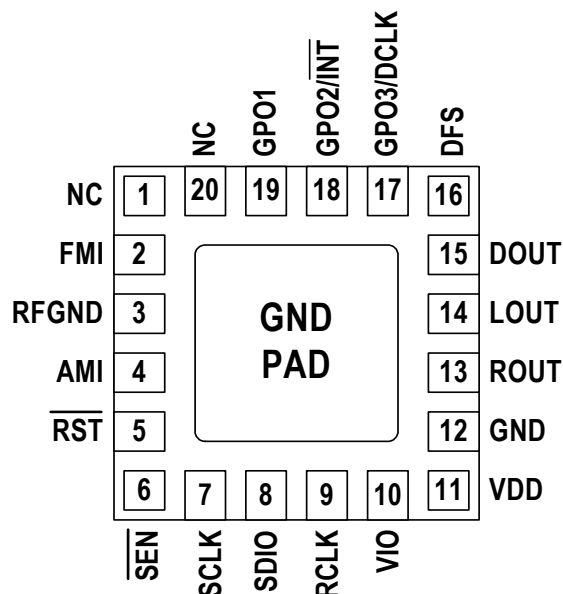 NC
GPO1
GPO2/INT
GPO3/DCLK
DFS
20
19
18
17
16
NC 1
FMI 2
RFGND 3
AMI 4
RST 5
6
GND
PAD
15 DOUT
14 LOUT
13 ROUT
12 GND
11 VDD
7
8
9
10
SEN
SCLK
SDIO
RCLK
VIO